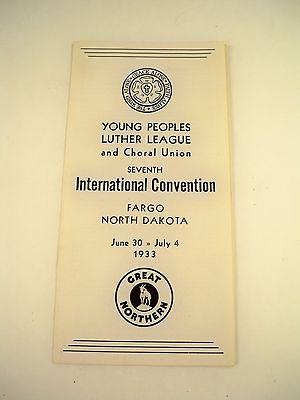 YOUNG PEOPLES
LUTHER LEAGUE
and Choral Union
SEVENTH
International Convention
FARGO
NORTH DAKOTA
June 30 » July 4
1933
GREAT
NORTHERN